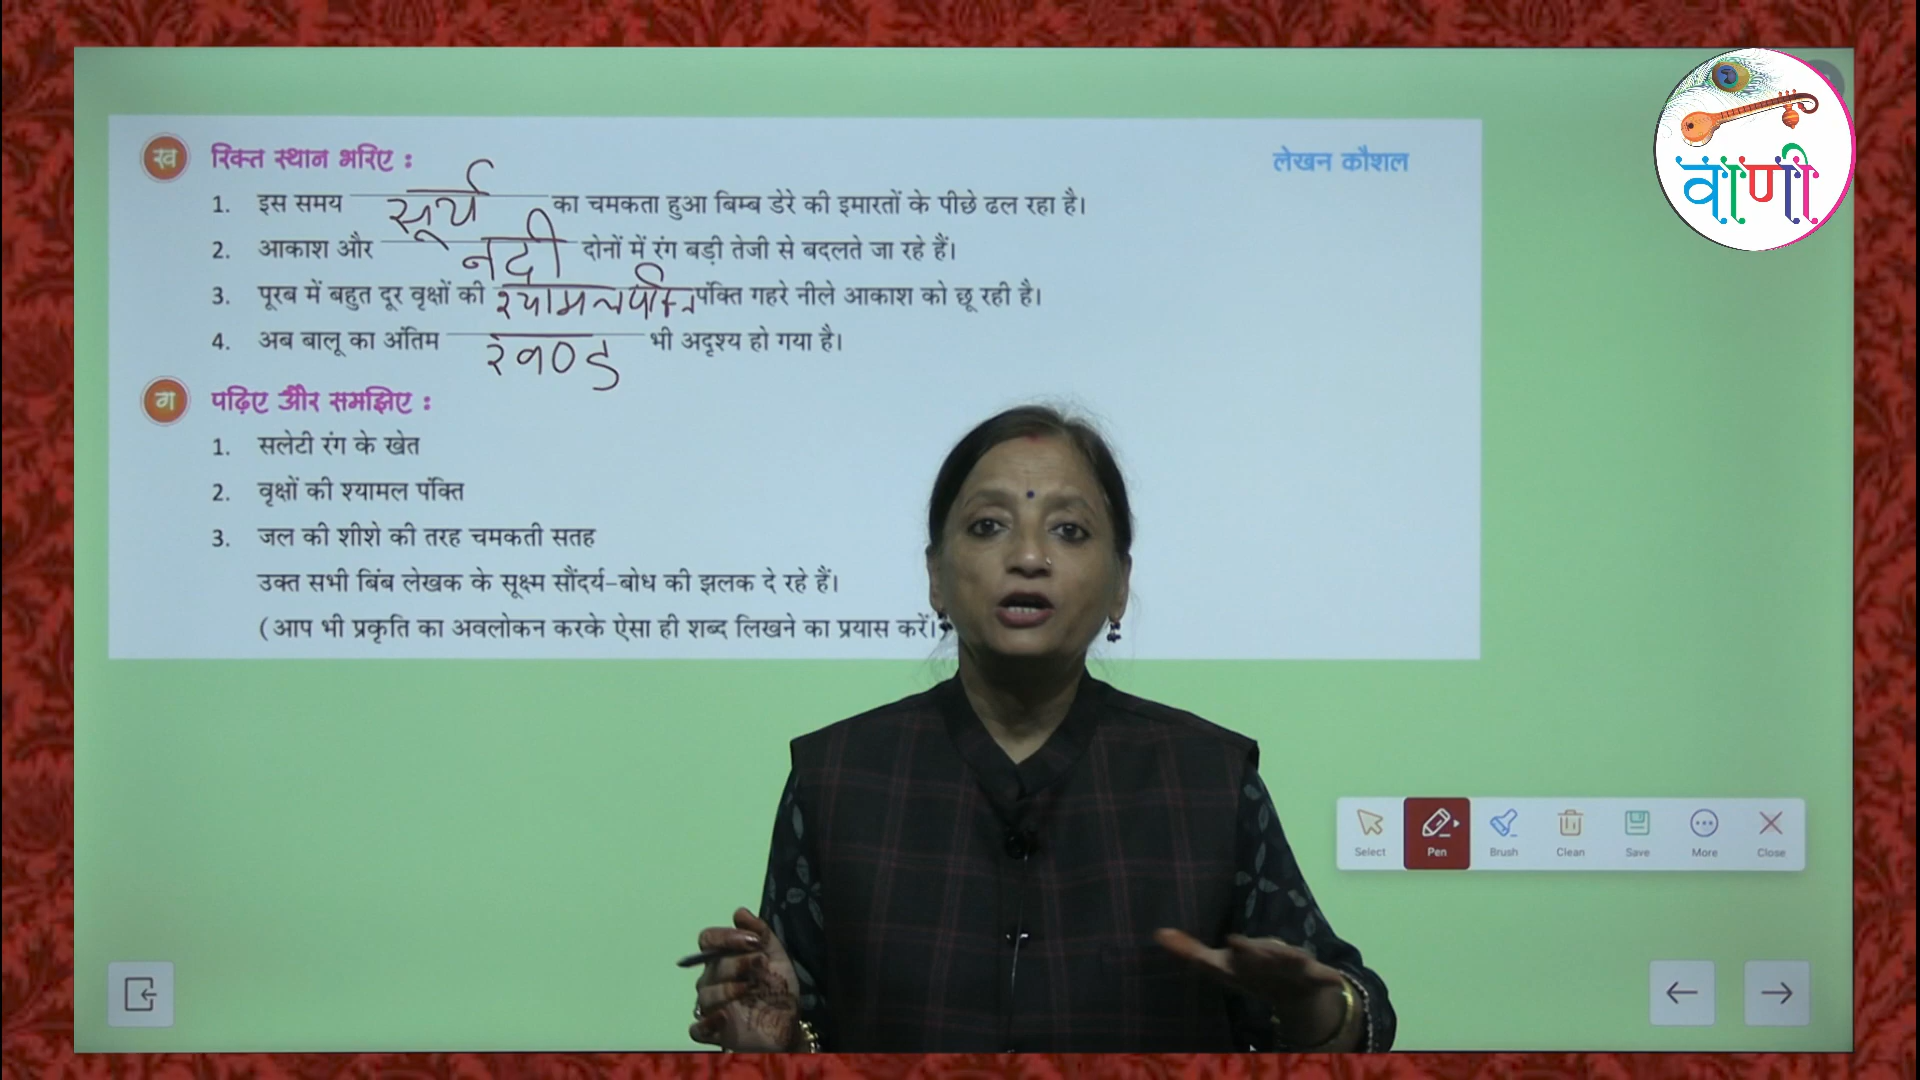 वाणी
ख रिक्त स्थान भरिए :
लेखन कौशल
1. इस समय सूर्य का चमकता हुआ बिम्ब डेरे की इमारतों के पीछे ढल रहा है।
2. आकाश और नदी दोनों में रंग बड़ी तेजी से बदलते जा रहे हैं।
3. पूरब में बहुत दूर वृक्षों की श्यामल पंक्ति गहरे नीले आकाश को छू रही है।
4. अब बालू का अंतिम खण्ड भी अदृश्य हो गया है।
ग पढ़िए और समझिए :
1. सलेटी रंग के खेत
2. वृक्षों की श्यामल पंक्ति
3. जल की शीशे की तरह चमकती सतह
उक्त सभी बिंब लेखक के सूक्ष्म सौंदर्य-बोध की झलक दे रहे हैं।
(आप भी प्रकृति का अवलोकन करके ऐसा ही शब्द लिखने का प्रयास करें।)
Select Pen Brush Clean Save More Close